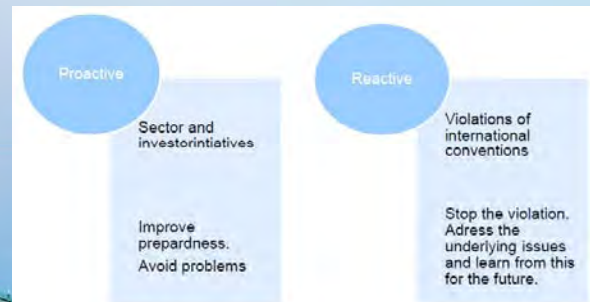 Proactive
Sector and
investorintiatives
Improve
prepardness.
Avoid problems
Reactive
Violations of
international
conventions
Stop the violation.
Adress the
underlying issues
and learn from this
for the future.